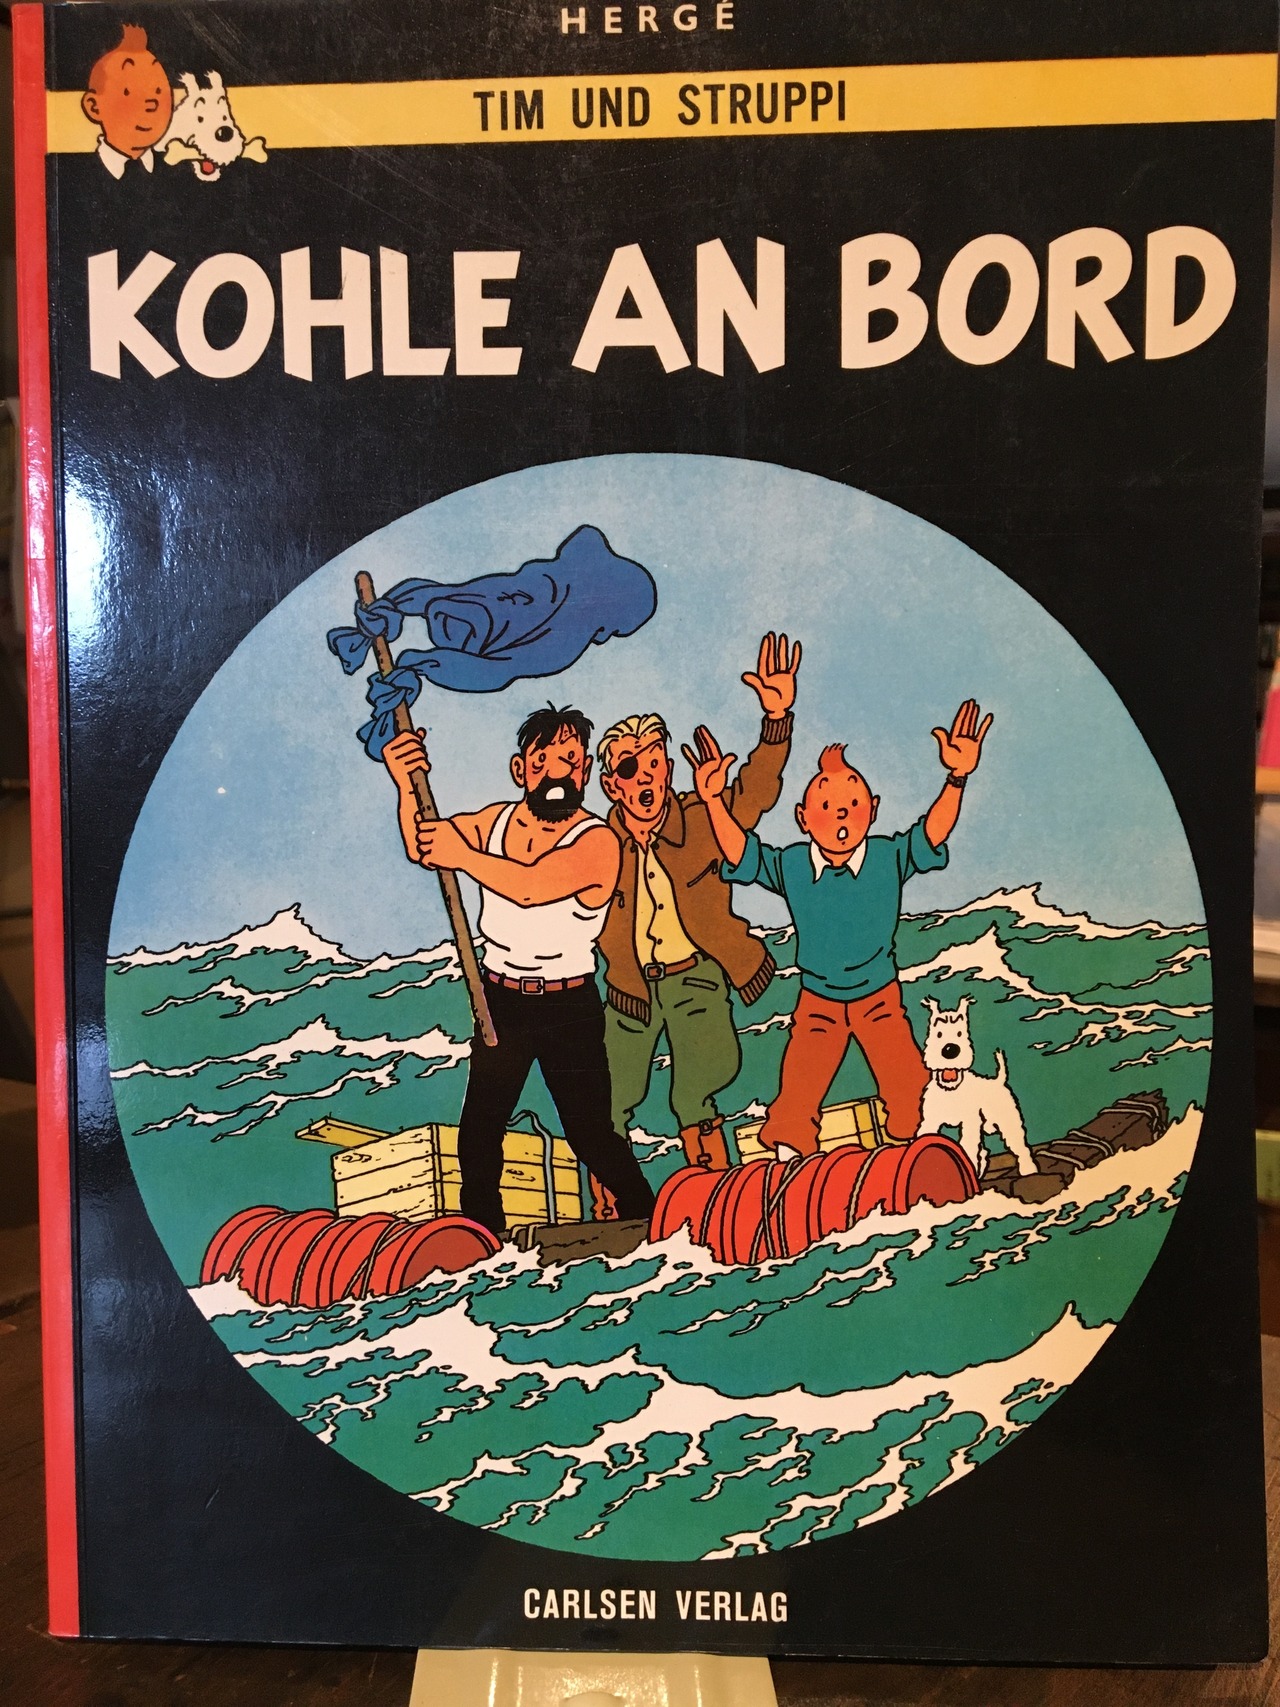 HERGÉ
TIM UND STRUPPI
KOHLE AN BORD
CARLSEN VERLAG